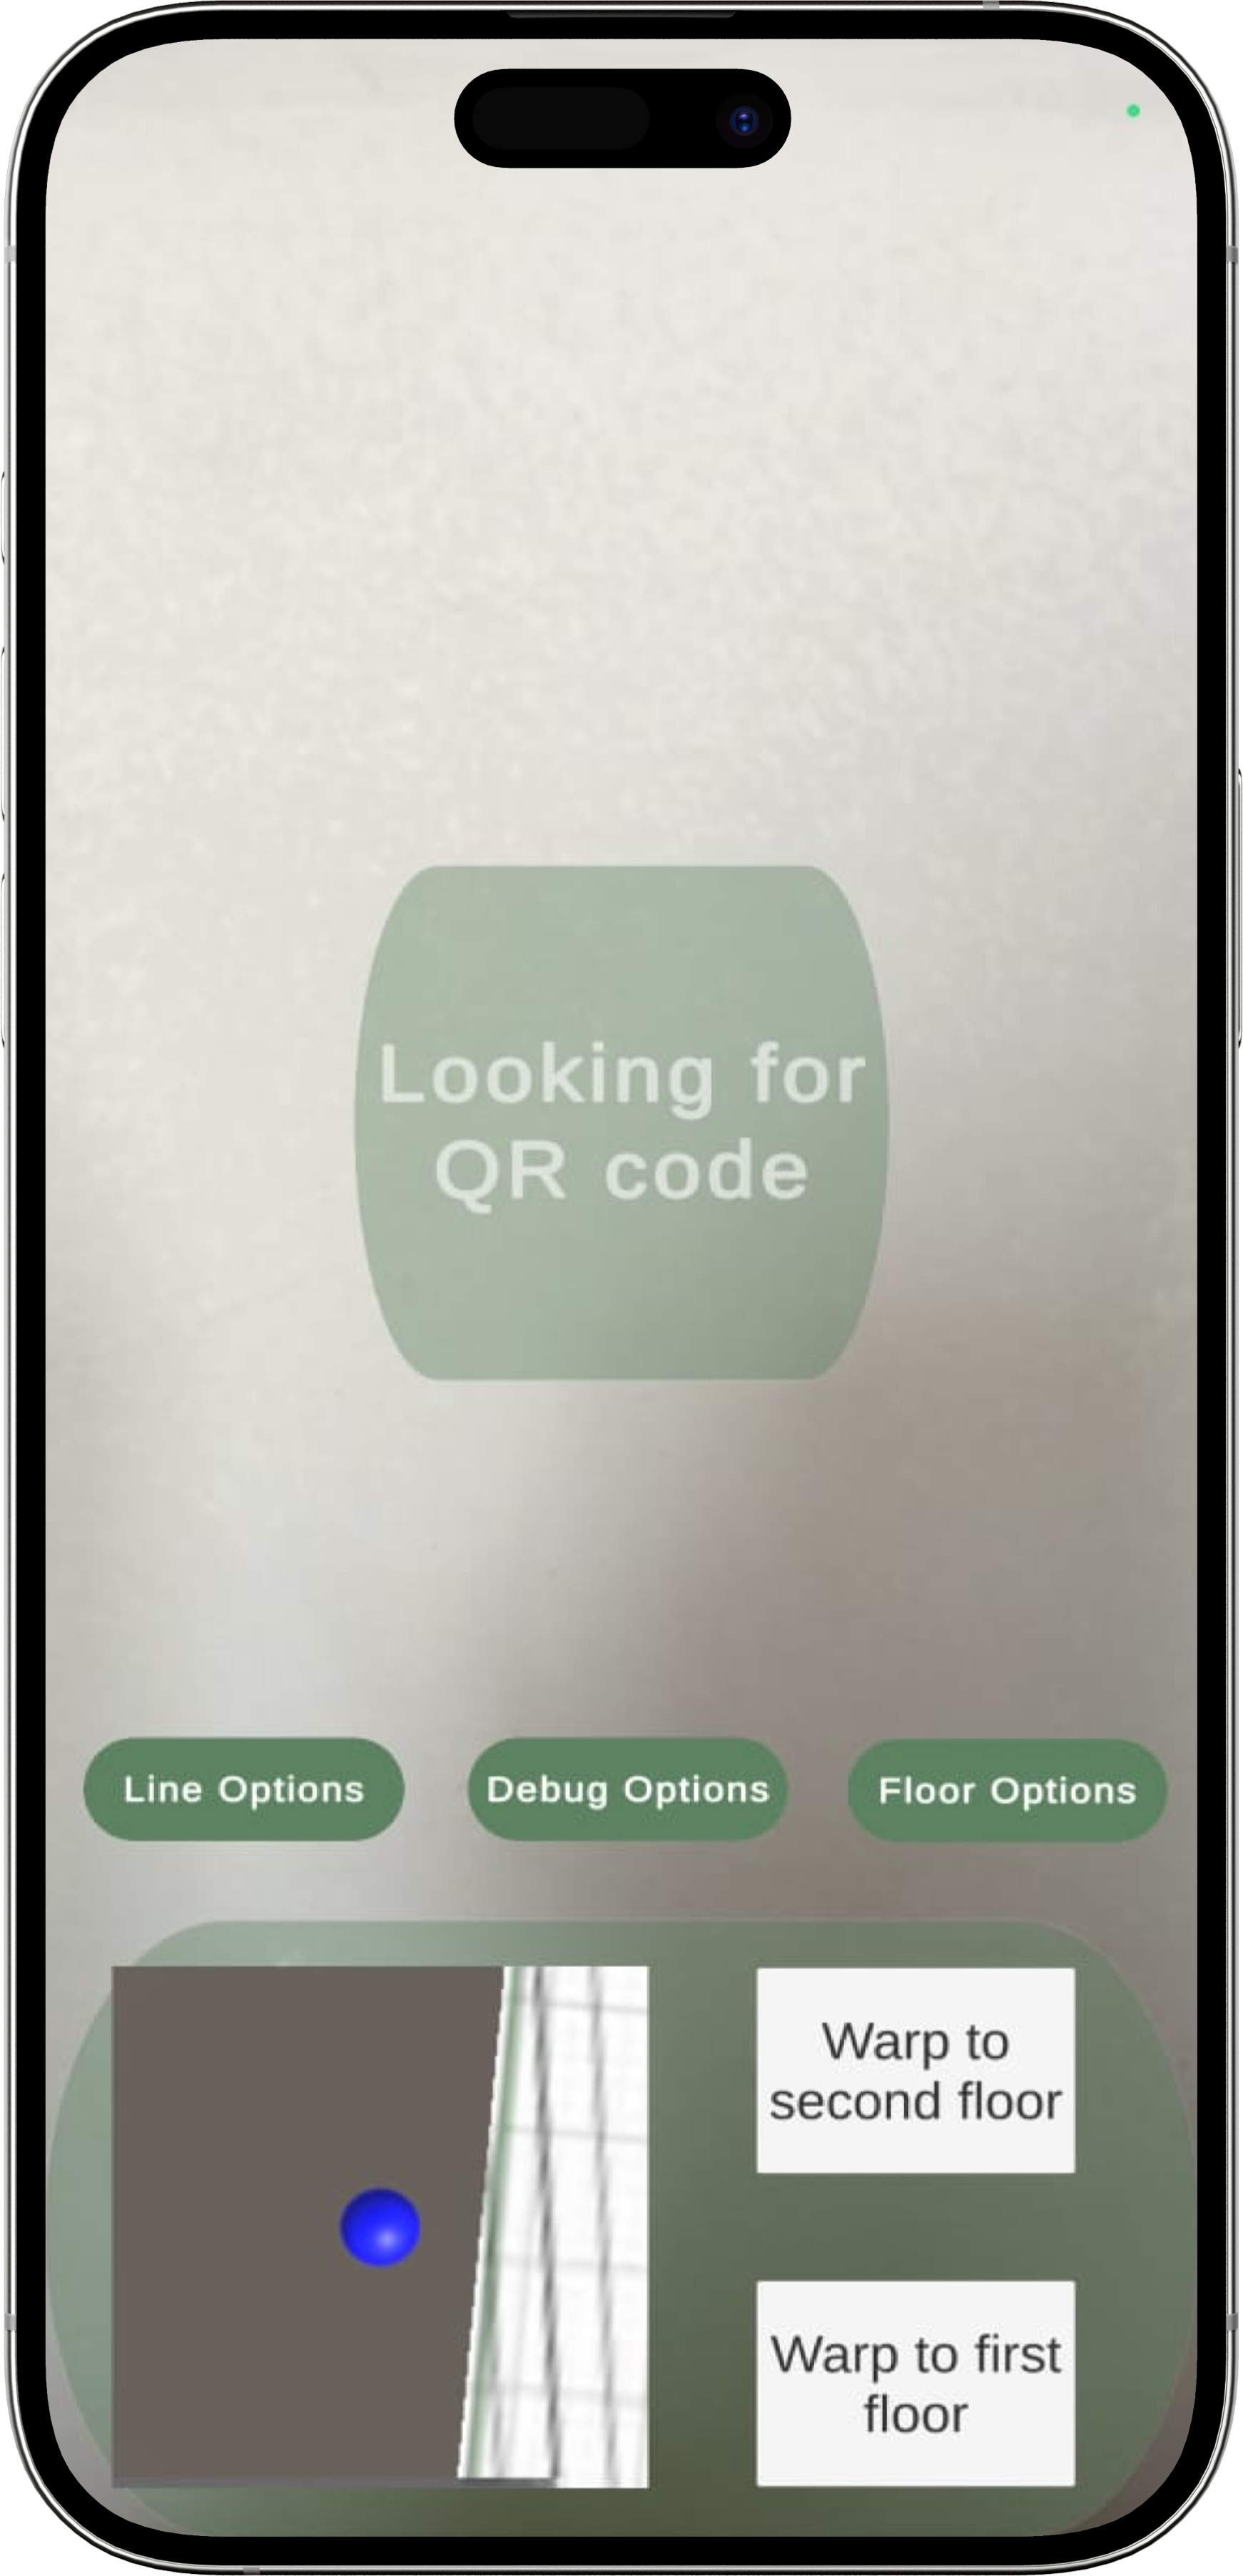 Looking for
QR code
Line Options
Debug Options
Floor Options
Warp to
second floor
Warp to first
floor